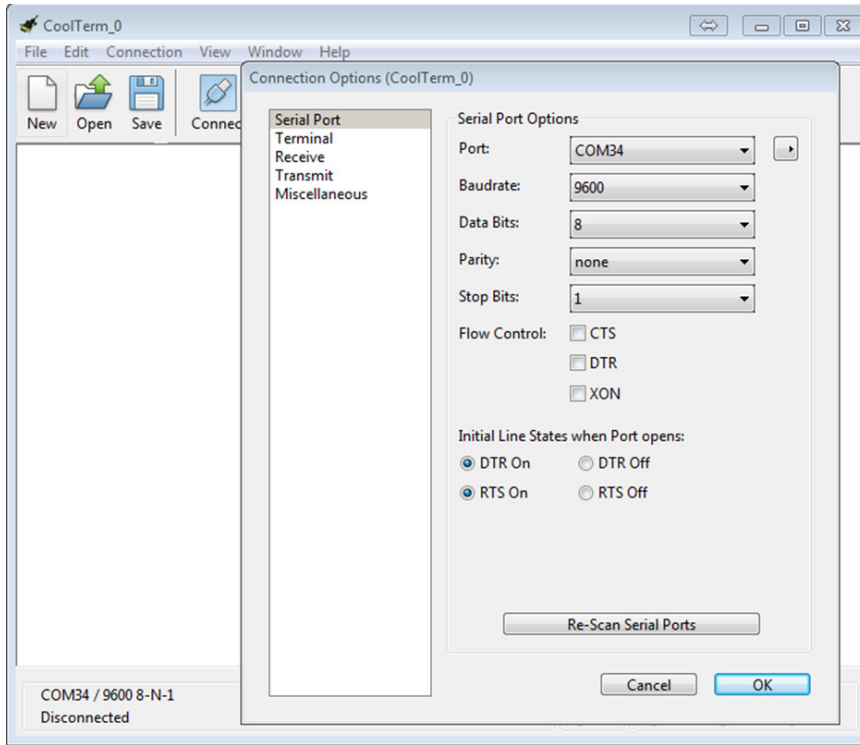 CoolTerm_0
File Edit Connection View Window Help
New Open Save Connec
Connection Options (CoolTerm_0)
Serial Port
Terminal
Receive
Transmit
Miscellaneous
Serial Port Options
Port: COM34
Baudrate: 9600
Data Bits: 8
Parity: none
Stop Bits: 1
Flow Control: CTS
DTR
XON
Initial Line States when Port opens:
DTR On DTR Off
RTS On RTS Off
Re-Scan Serial Ports
Cancel OK
COM34 / 9600 8-N-1
Disconnected